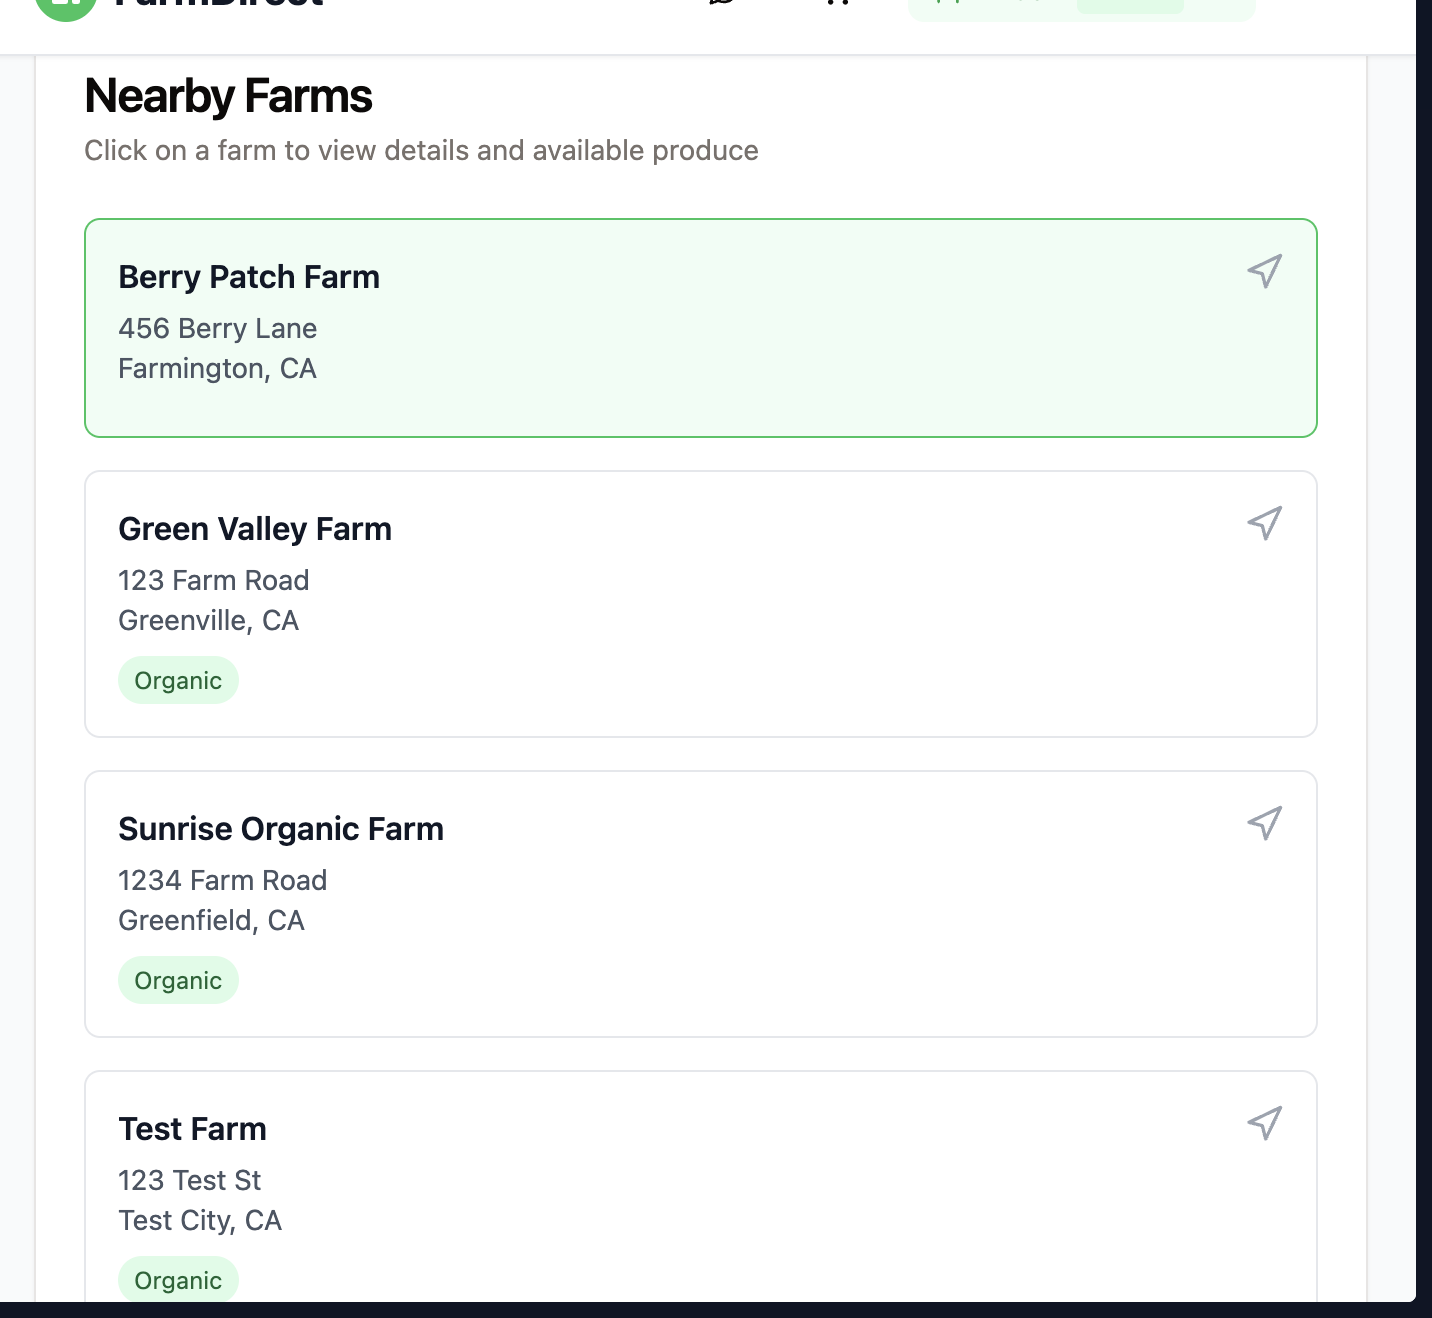 FarmDirect
Nearby Farms
Click on a farm to view details and available produce
Berry Patch Farm
456 Berry Lane
Farmington, CA
Green Valley Farm
123 Farm Road
Greenville, CA
Organic
Sunrise Organic Farm
1234 Farm Road
Greenfield, CA
Organic
Test Farm
123 Test St
Test City, CA
Organic